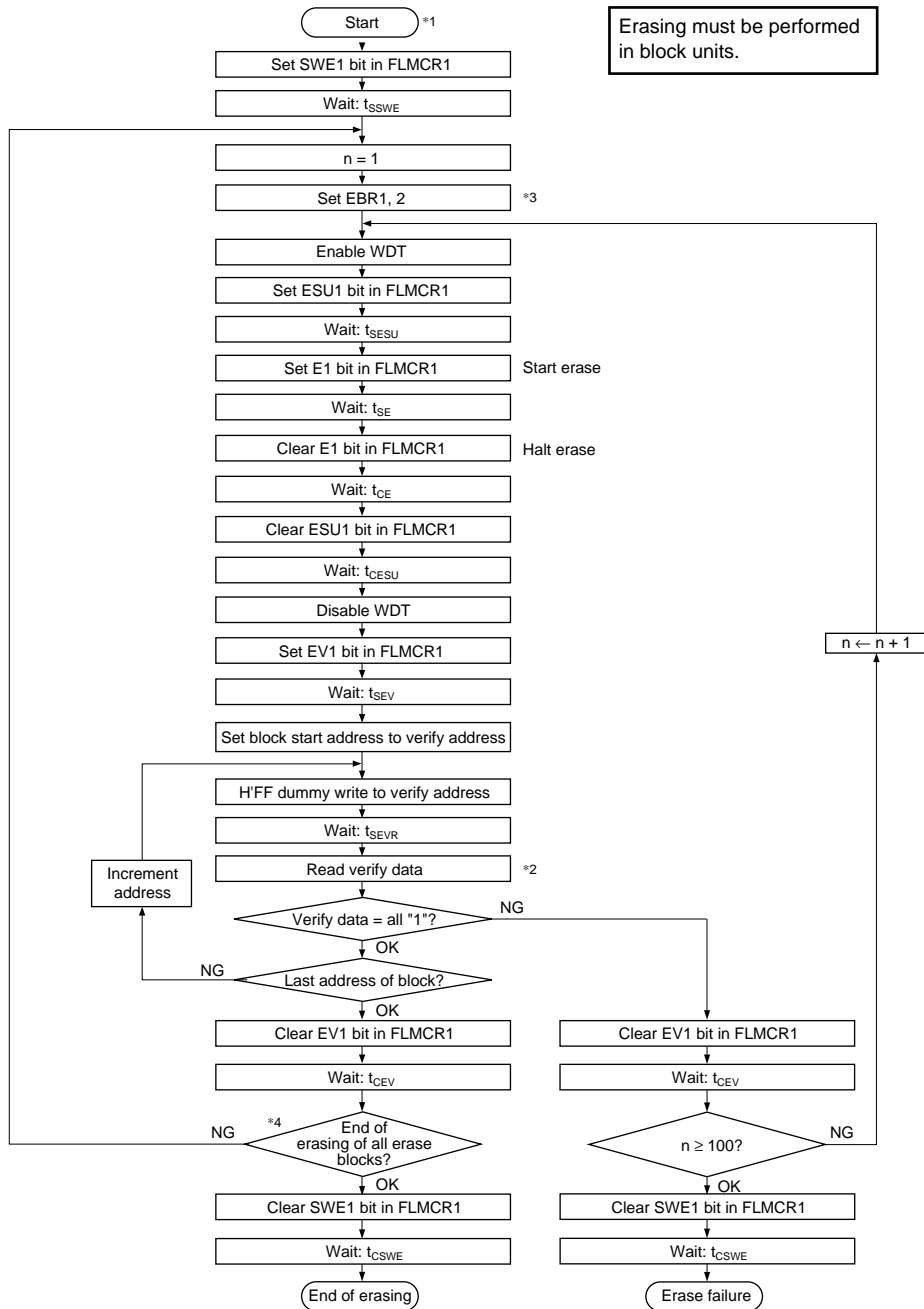 Start
*1
Erasing must be performed
in block units.
Set SWE1 bit in FLMCR1
Wait: tSSWE
n = 1
Set EBR1, 2
*3
Enable WDT
Set ESU1 bit in FLMCR1
Wait: tSESU
Set E1 bit in FLMCR1
Start erase
Wait: tSE
Clear E1 bit in FLMCR1
Halt erase
Wait: tCE
Clear ESU1 bit in FLMCR1
Wait: tCESU
Disable WDT
n ← n + 1
Set EV1 bit in FLMCR1
Wait: tSEV
Set block start address to verify address
H'FF dummy write to verify address
Wait: tSEVR
Increment
address
Read verify data
*2
Verify data = all "1"?
NG
OK
NG
Last address of block?
OK
Clear EV1 bit in FLMCR1
Clear EV1 bit in FLMCR1
Wait: tCEV
Wait: tCEV
NG
*4
End of
erasing of all erase
blocks?
n ≥ 100?
NG
OK
OK
Clear SWE1 bit in FLMCR1
Clear SWE1 bit in FLMCR1
Wait: tCSWE
Wait: tCSWE
End of erasing
Erase failure